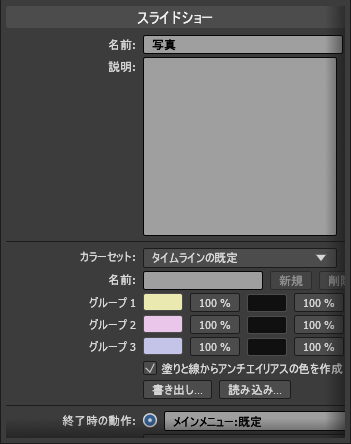 スライドショー
名前: 写真
説明:
カラーセット: タイムラインの既定
名前: 新規
グループ 1 100 % 100 %
グループ 2 100 % 100 %
グループ 3 100 % 100 %
塗りと線からアンチエイリアスの色を作成
書き出し... 読み込み...
終了時の動作: メインメニュー:既定